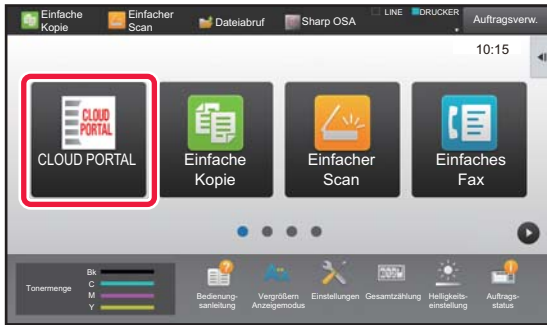 Einfache
Kopie
Einfacher
Scan
Dateiabruf
Sharp OSA
LINE
DRUCKER
Auftragsverw.
10:15
CLOUD
PORTAL
CLOUD PORTAL
Einfache
Kopie
Einfacher
Scan
Einfaches
Fax
Tonermenge
Bk
C
M
Y
Bedienung-
sanleitung
Vergrößern
Anzeigemodus
Einstellungen
Gesamtzählung
Helligkeits-
einstellung
Auftrags-
status